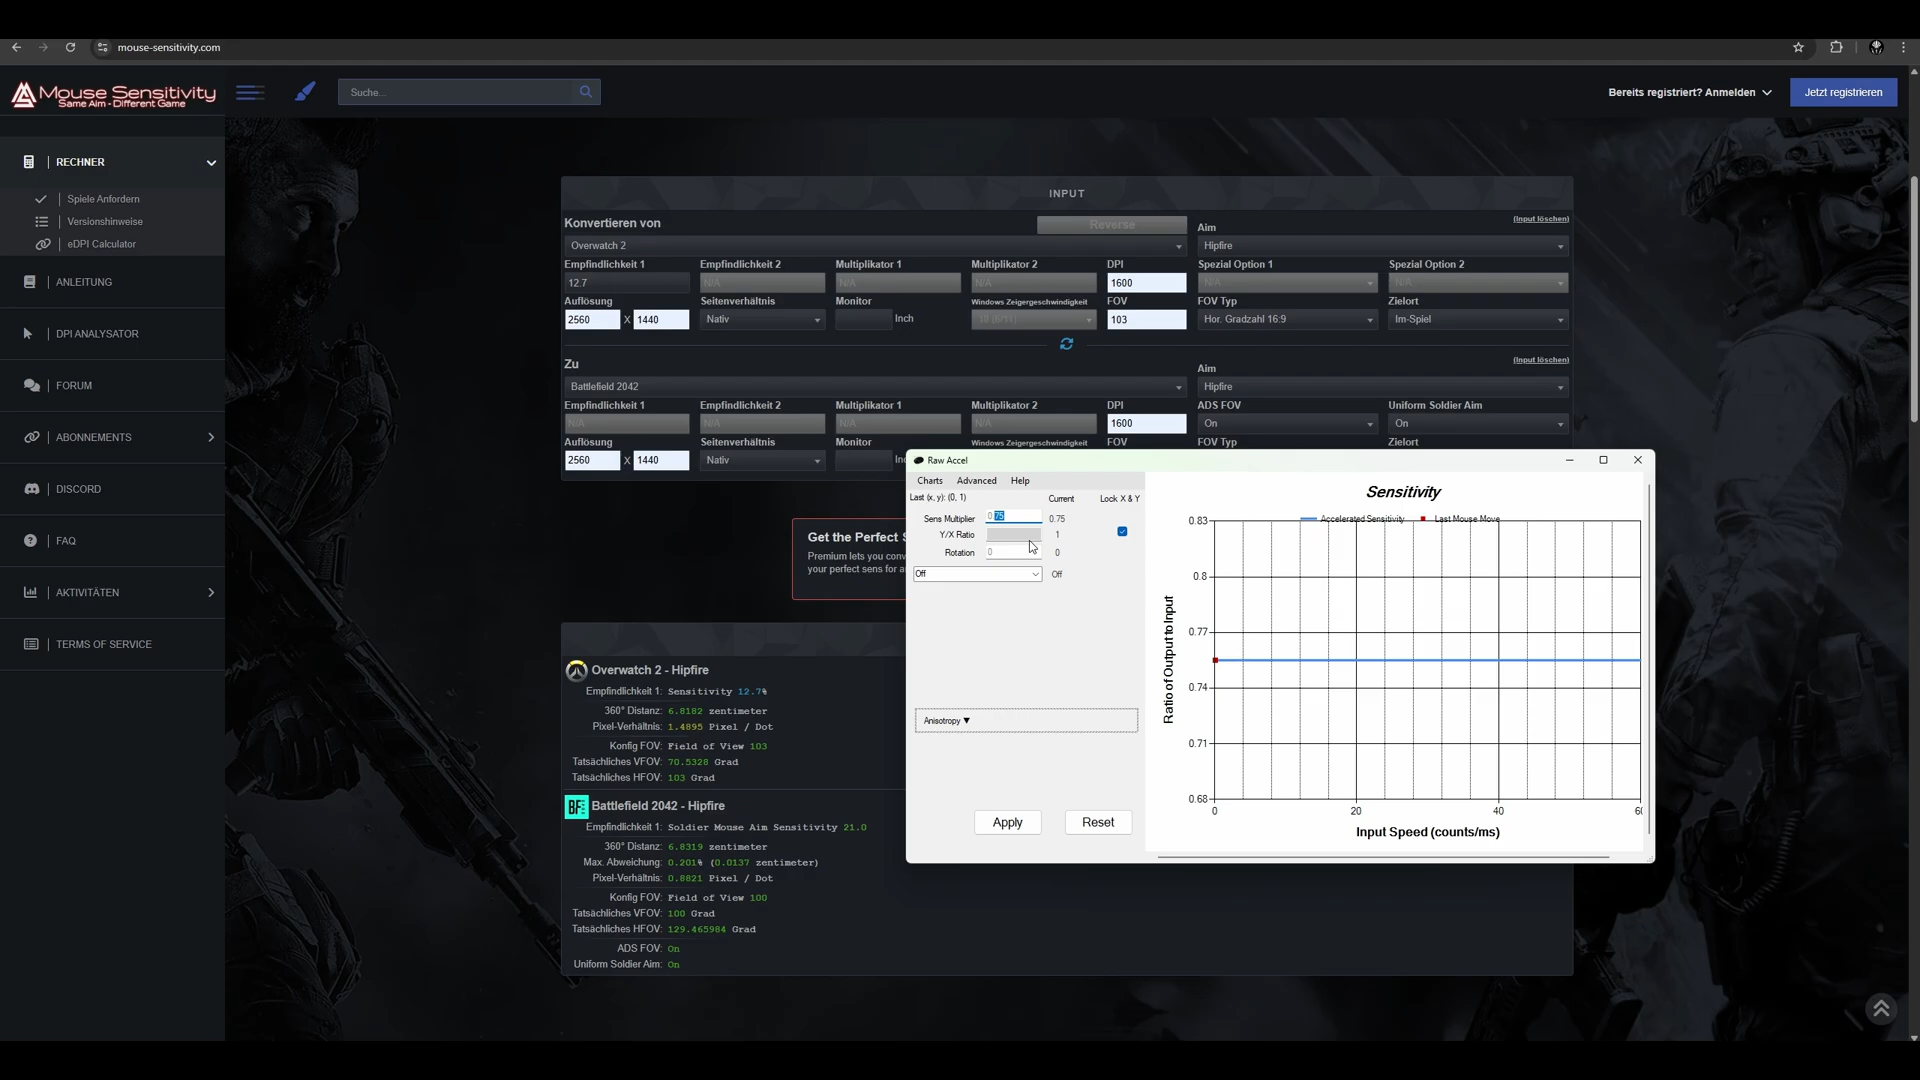 mouse-sensitivity.com
Mouse Sensitivity
Same Aim - Different Game
Suche...
Bereits registriert? Anmelden
Jetzt registrieren
RECHNER
Spiele Anfordern
Versionshinweise
eDPI Calculator
ANLEITUNG
DPI ANALYSATOR
FORUM
ABONNEMENTS
DISCORD
FAQ
AKTIVITÄTEN
TERMS OF SERVICE
INPUT
Konvertieren von
Reverse
Aim
(Input löschen)
Overwatch 2
Hipfire
Empfindlichkeit 1 Empfindlichkeit 2 Multiplikator 1 Multiplikator 2 DPI Spezial Option 1 Spezial Option 2
12.7 N/A N/A N/A 1600 N/A N/A
Auflösung Seitenverhältnis Monitor Windows Zeigergeschwindigkeit FOV FOV Typ Zielort
2560 X 1440 Nativ Inch 103 Hor. Gradzahl 16:9 Im-Spiel
Zu
Aim
(Input löschen)
Battlefield 2042
Hipfire
Empfindlichkeit 1 Empfindlichkeit 2 Multiplikator 1 Multiplikator 2 DPI ADS FOV Uniform Soldier Aim
N/A N/A N/A N/A 1600 On On
Auflösung Seitenverhältnis Monitor Windows Zeigergeschwindigkeit FOV FOV Typ Zielort
2560 X 1440 Nativ
Get the Perfect S
Premium lets you conv
your perfect sens for a
Overwatch 2 - Hipfire
Empfindlichkeit 1: Sensitivity 12.7%
360° Distanz: 6.8182 zentimeter
Pixel-Verhältnis: 1.4895 Pixel / Dot
Konfig FOV: Field of View 103
Tatsächliches VFOV: 70.5328 Grad
Tatsächliches HFOV: 103 Grad
BF Battlefield 2042 - Hipfire
Empfindlichkeit 1: Soldier Mouse Aim Sensitivity 21.0
360° Distanz: 6.8319 zentimeter
Max. Abweichung: 0.201% (0.0137 zentimeter)
Pixel-Verhältnis: 0.8821 Pixel / Dot
Konfig FOV: Field of View 100
Tatsächliches VFOV: 100 Grad
Tatsächliches HFOV: 129.465984 Grad
ADS FOV: On
Uniform Soldier Aim: On
Raw Accel
Charts Advanced Help
Last (x, y): (0, 1) Current Lock X & Y
Sens Multiplier 0.75 0.75
Y/X Ratio 1
Rotation 0 0
Off Off
Anisotropy ▼
Apply Reset
Sensitivity
Accelerated Sensitivity Last Mouse Move
0.83
0.8
0.77
0.74
0.71
0.68
Ratio of Output to Input
0 20 40
Input Speed (counts/ms)